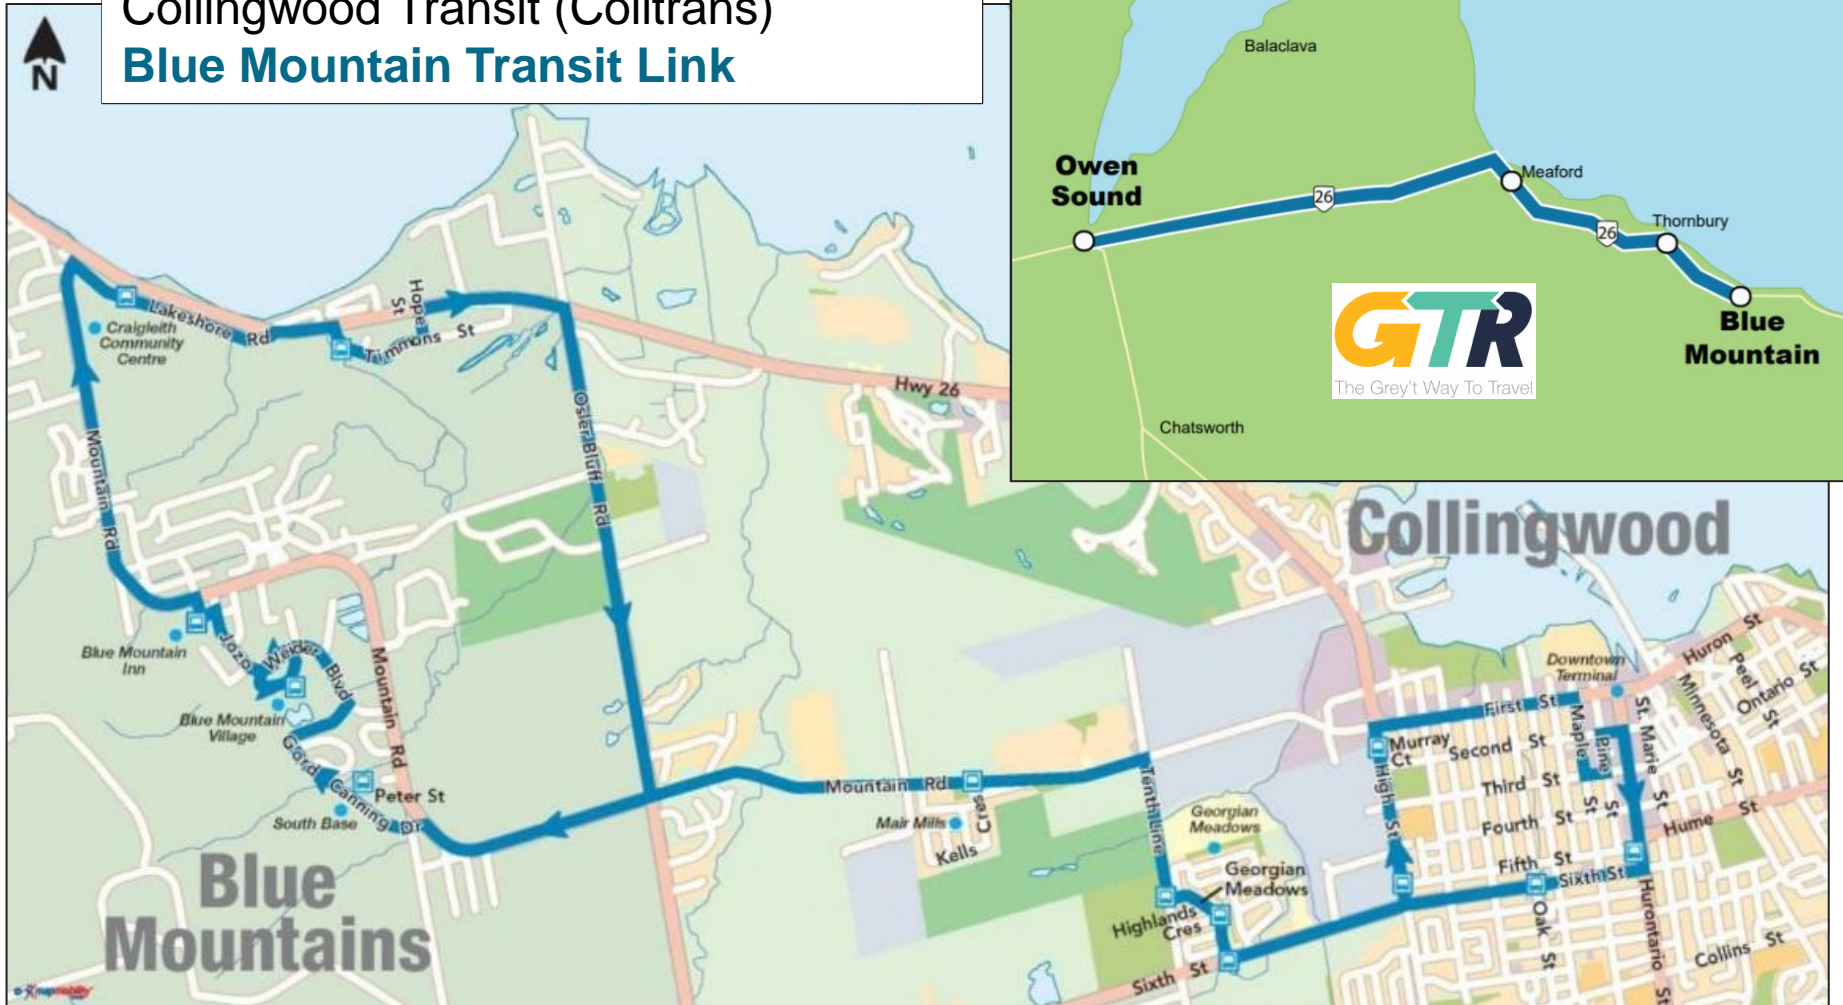 Collingwood Transit (Colltrans)
Blue Mountain Transit Link
N
Balaclava
Owen
Sound
26
Meaford
26
Thornbury
Blue
Mountain
GTR
The Grey't Way To Travel
Chatsworth
Lakeshore Rd
Craigleith
Community
Centre
Hope
St
Timmons St
Hwy 26
Osler Bluff Rd
Mountain Rd
Collingwood
Blue Mountain
Inn
Jozo
Weider Blvd
Blue Mountain
Village
Gord Canning Dr
Mountain Rd
Peter St
South Base
Blue
Mountains
Mountain Rd
Mair Mills
Kells
Cres
Tenth Line
Georgian
Meadows
Georgian
Meadows
Highlands
Cres
Sixth St
High St
Murray
Ct
First St
Second St
Third St
Fourth St
Fifth St
Sixth St
Oak St
Maple St
Pine St
Downtown
Terminal
St. Marie St
Hurontario St
Huron St
Peel St
Minnesota St
Ontario St
Hume St
Collins St
mapmobility